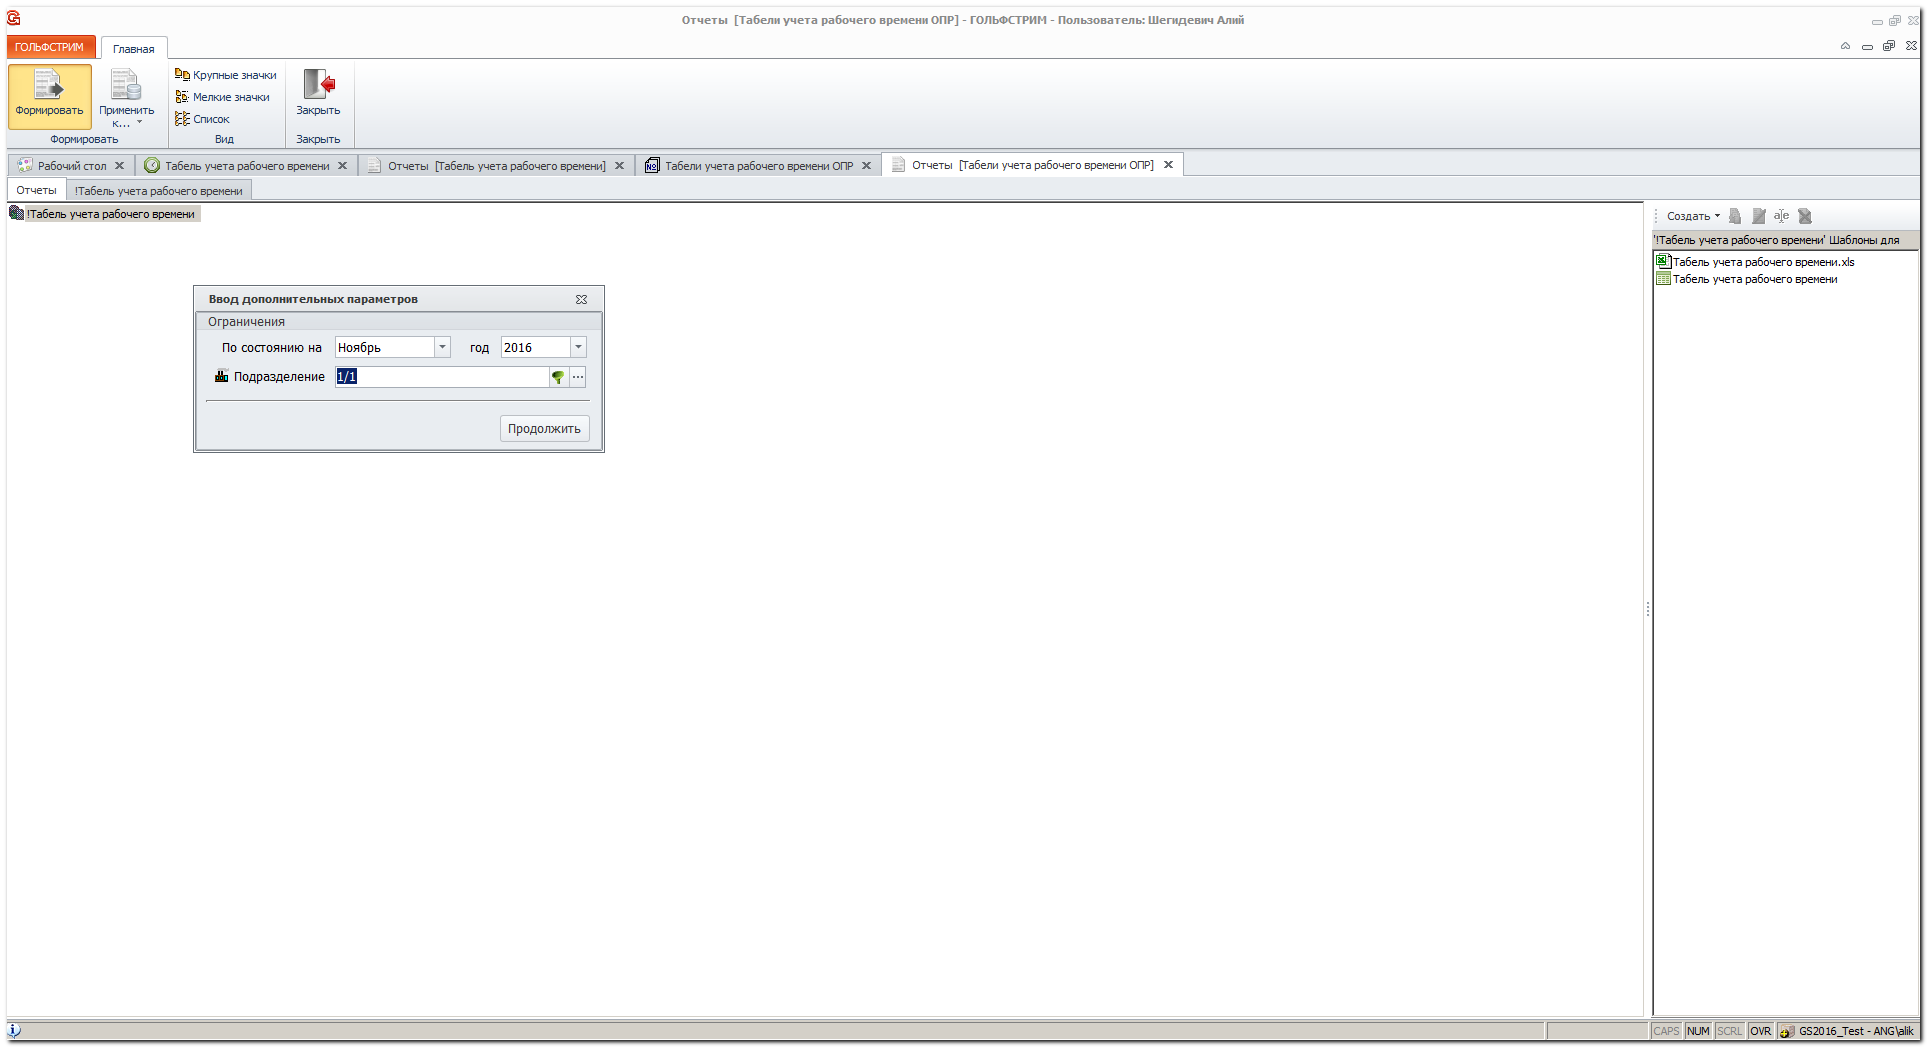 Отчеты [Табели учета рабочего времени ОПР] - ГОЛЬФСТРИМ - Пользователь: Шегидевич Алий
ГОЛЬФСТРИМ Главная
Формировать
Применить к...
Формировать
Крупные значки
Мелкие значки
Список
Вид
Закрыть
Закрыть
Рабочий стол Табель учета рабочего времени Отчеты [Табель учета рабочего времени] Табели учета рабочего времени ОПР Отчеты [Табели учета рабочего времени ОПР]
Отчеты !Табель учета рабочего времени
!Табель учета рабочего времени
Ввод дополнительных параметров
Ограничения
По состоянию на Ноябрь год 2016
Подразделение 1/1
Продолжить
Создать
'!Табель учета рабочего времени' Шаблоны для
Табель учета рабочего времени.xls
Табель учета рабочего времени
CAPS NUM SCRL OVR GS2016_Test - ANG\alik